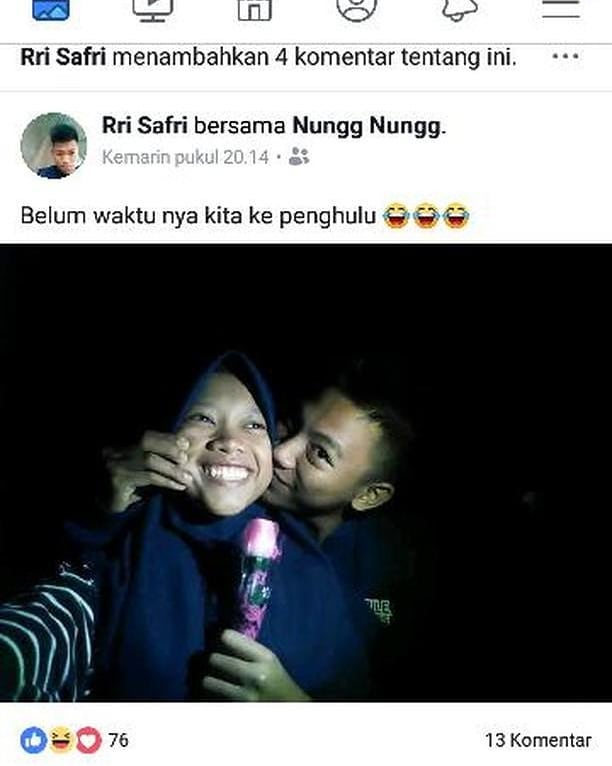 Rri Safri menambahkan 4 komentar tentang ini.
Rri Safri bersama Nungg Nungg.
Kemarin pukul 20.14
Belum waktu nya kita ke penghulu 😂😂😂
76
13 Komentar